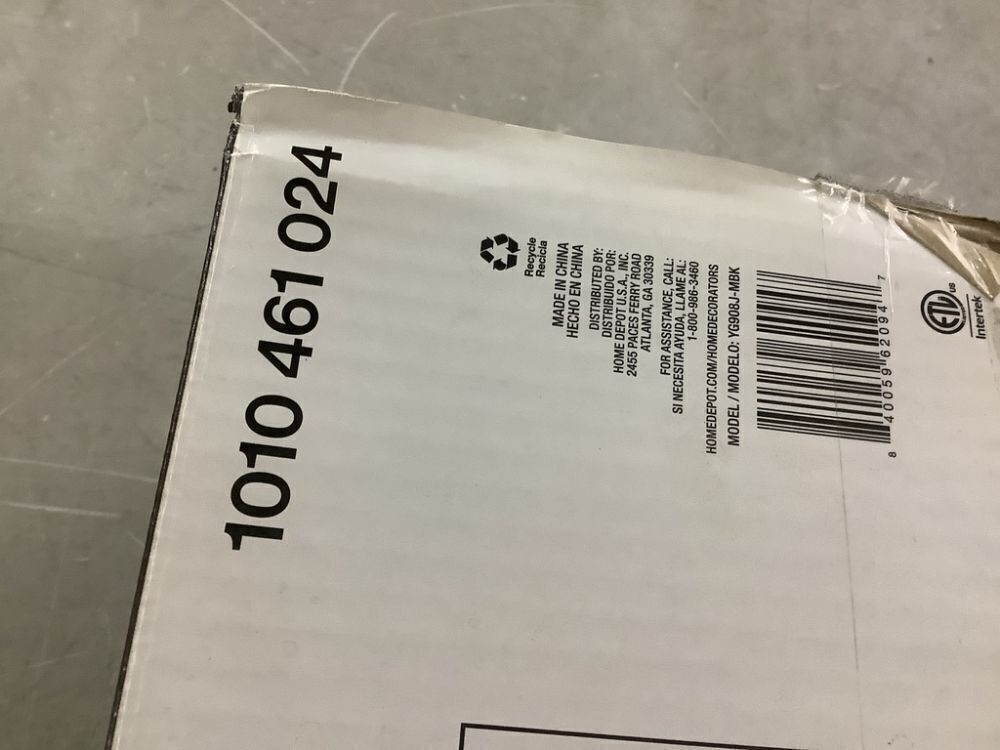 1010 461 024
Recycle
Recicla
MADE IN CHINA
HECHO EN CHINA
DISTRIBUTED BY:
DISTRIBUIDO POR:
HOME DEPOT U.S.A., INC.
2455 PACES FERRY ROAD
ATLANTA, GA 30339
FOR ASSISTANCE, CALL:
SI NECESITA AYUDA, LLAME AL:
1-800-986-3460
HOMEDEPOT.COM/HOMEDECORATORS
MODEL / MODELO: YG908J-MBK
8 40059 62094 7
ETL
US
Intertek